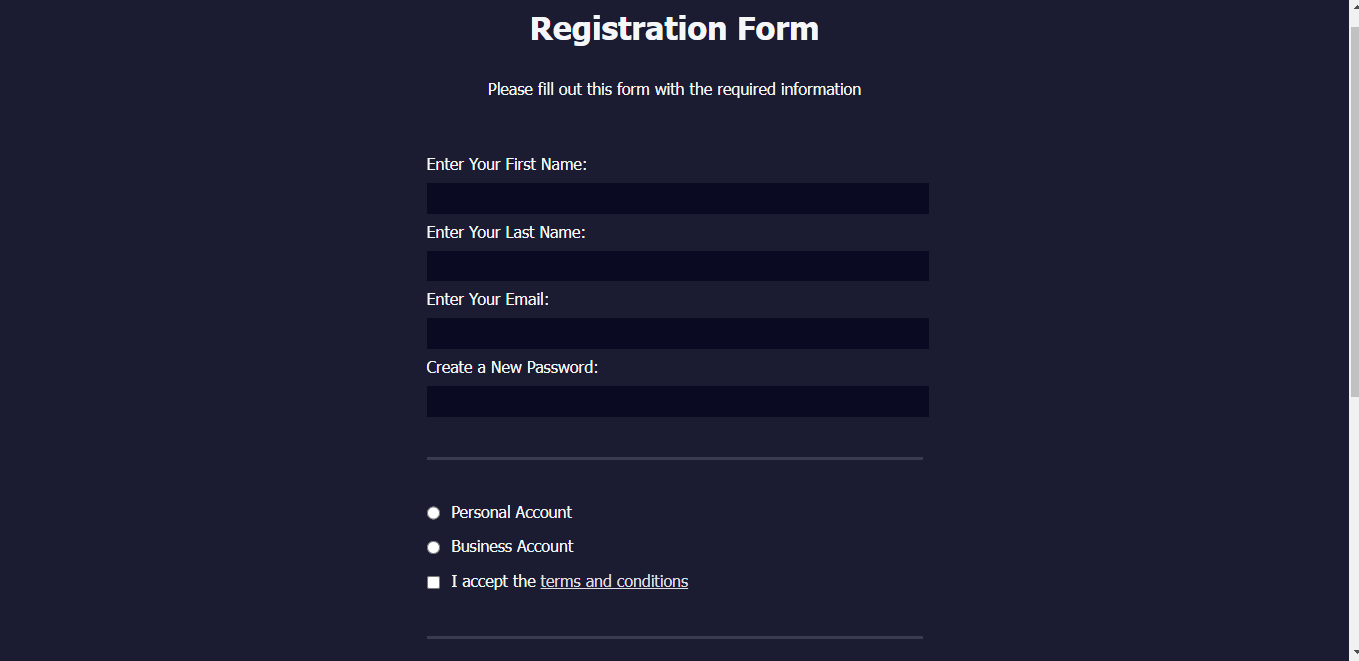 Registration Form
Please fill out this form with the required information
Enter Your First Name:
Enter Your Last Name:
Enter Your Email:
Create a New Password:
Personal Account
Business Account
I accept the terms and conditions